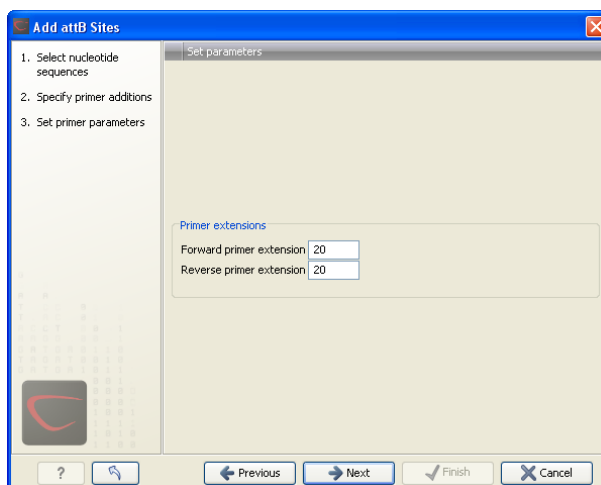 Add attB Sites
1. Select nucleotide
sequences
2. Specify primer additions
3. Set primer parameters
Set parameters
Primer extensions
Forward primer extension 20
Reverse primer extension 20
? Previous Next Finish Cancel